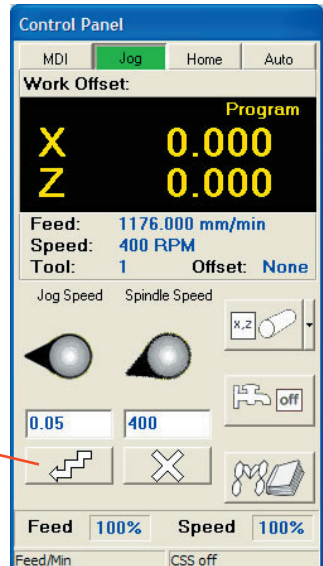 Control Panel
MDI Jog Home Auto
Work Offset:
Program
X 0.000
Z 0.000
Feed: 1176.000 mm/min
Speed: 400 RPM
Tool: 1 Offset: None
Jog Speed Spindle Speed
x,z
off
0.05 400
Feed 100% Speed 100%
Feed/Min CSS off